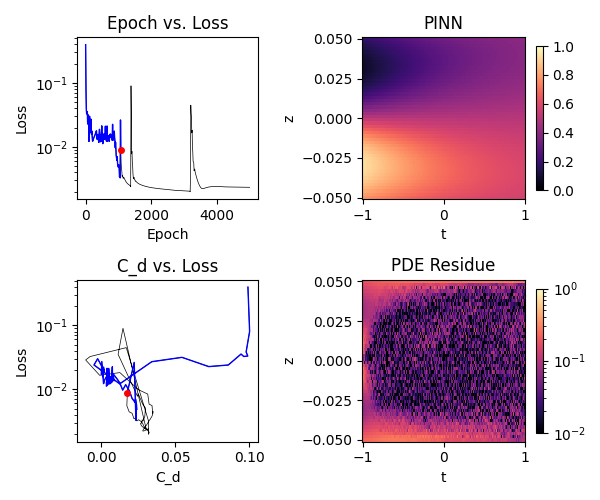 Epoch vs. Loss
Loss
10⁻¹
10⁻²
0 2000 4000
Epoch
PINN
z
0.050
0.025
0.000
−0.025
−0.050
−1 0 1
t
1.0
0.8
0.6
0.4
0.2
0.0
C_d vs. Loss
Loss
10⁻¹
10⁻²
0.00 0.05 0.10
C_d
PDE Residue
z
0.050
0.025
0.000
−0.025
−0.050
−1 0 1
t
10⁰
10⁻¹
10⁻²